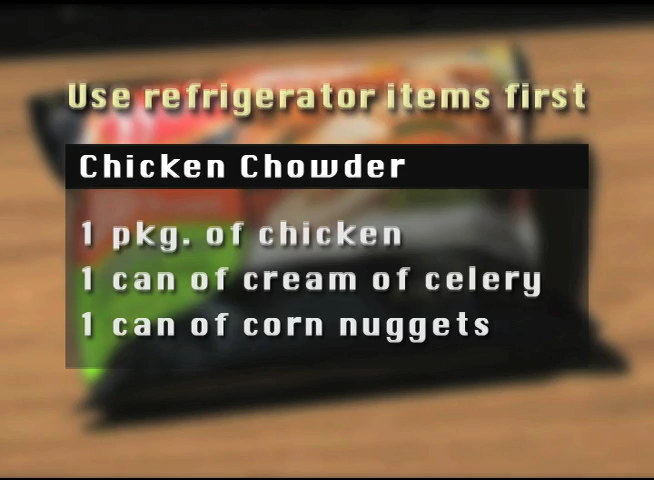 Use refrigerator items first
Chicken Chowder
1 pkg. of chicken
1 can of cream of celery
1 can of corn nuggets